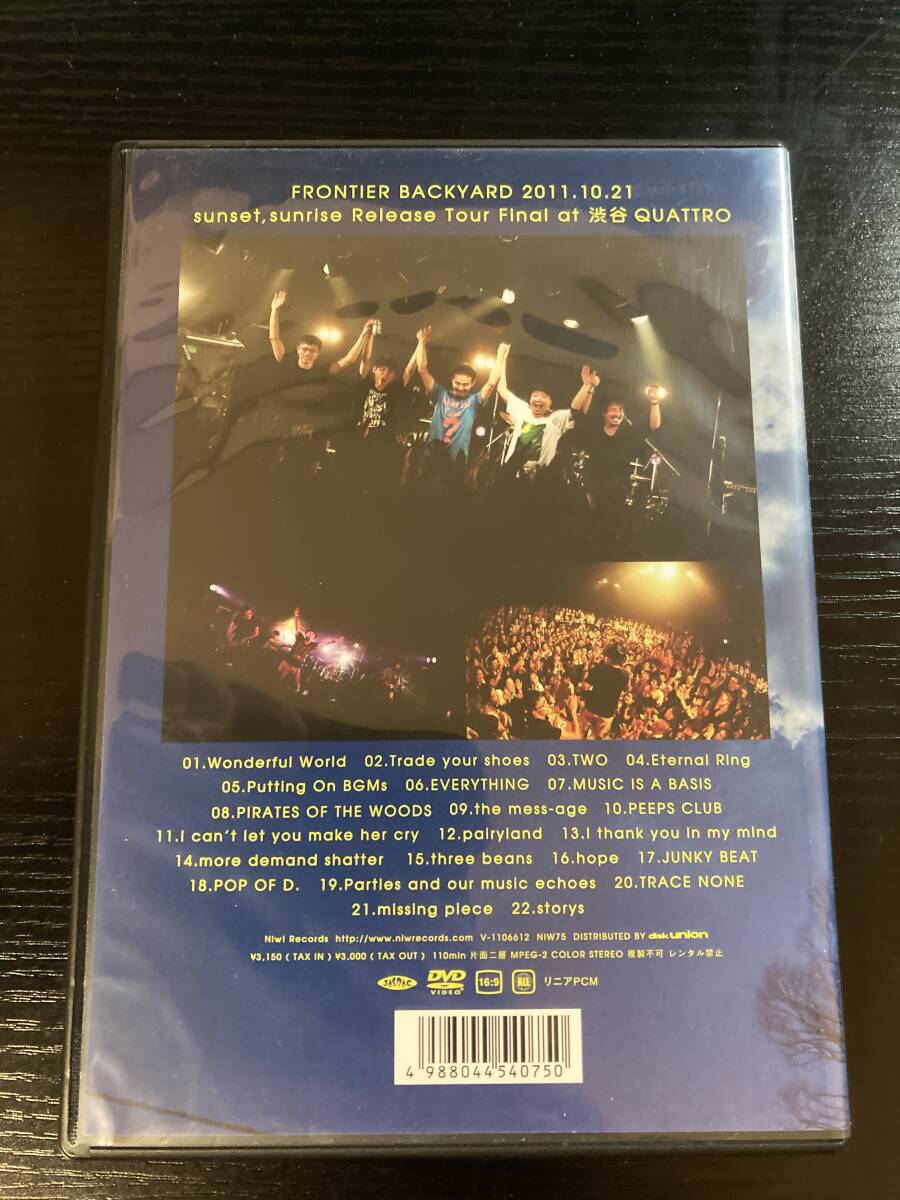 FRONTIER BACKYARD 2011.10.21
sunset,sunrise Release Tour Final at 渋谷 QUATTRO
01.Wonderful World 02.Trade your shoes 03.TWO 04.Eternal Ring
05.Putting On BGMs 06.EVERYTHING 07.MUSIC IS A BASIS
08.PIRATES OF THE WOODS 09.the mess-age 10.PEEPS CLUB
11.I can't let you make her cry 12.pairyland 13.I thank you in my mind
14.more demand shatter 15.three beans 16.hope 17.JUNKY BEAT
18.POP OF D. 19.Parties and our music echoes 20.TRACE NONE
21.missing piece 22.storys
Niw! Records http://www.niwrecords.com V-1106612 NIW75 DISTRIBUTED BY disk union
¥3,150 ( TAX IN ) ¥3,000 ( TAX OUT ) 110min 片面二層 MPEG-2 COLOR STEREO 複製不可 レンタル禁止
JASRAC DVD VIDEO 16:9 ALL リニアPCM
4 988044 540750